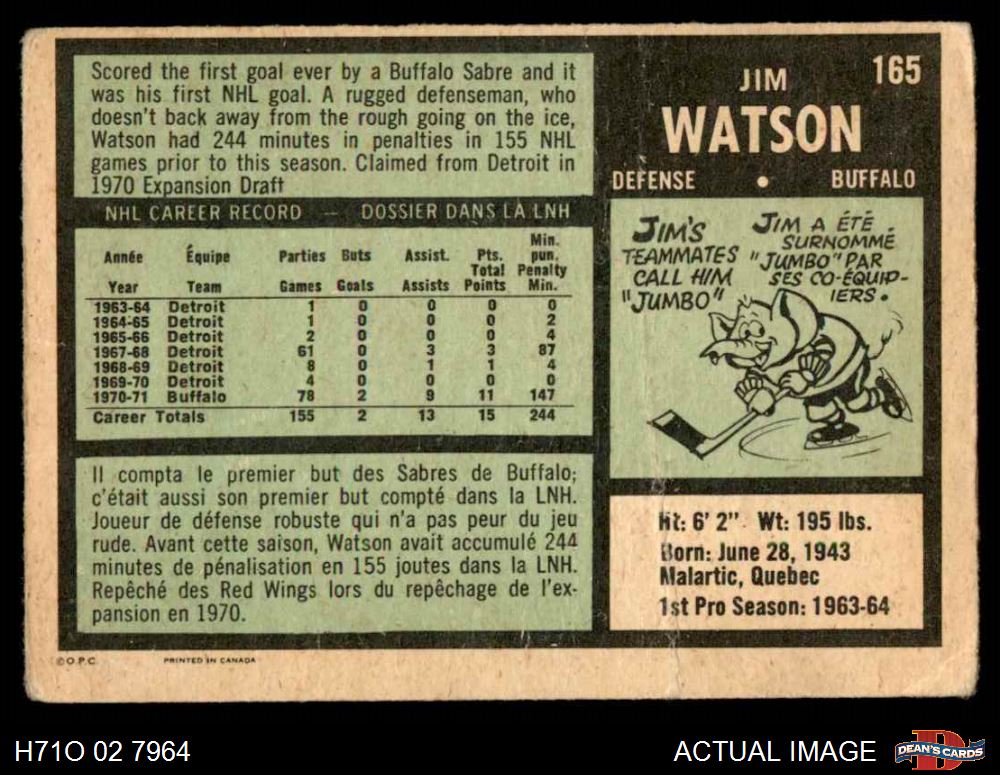 Scored the first goal ever by a Buffalo Sabre and it
was his first NHL goal. A rugged defenseman, who
doesn't back away from the rough going on the ice,
Watson had 244 minutes in penalties in 155 NHL
games prior to this season. Claimed from Detroit in
1970 Expansion Draft
165
JIM
WATSON
DEFENSE • BUFFALO
NHL CAREER RECORD — DOSSIER DANS LA LNH
Année Équipe Parties Buts Assist. Pts. Min. pun.
Year Team Games Goals Assists Total Points Penalty Min.
1963-64 Detroit 1 0 0 0 0
1964-65 Detroit 1 0 0 0 2
1965-66 Detroit 2 0 0 0 4
1967-68 Detroit 61 0 3 3 87
1968-69 Detroit 8 0 1 1 4
1969-70 Detroit 4 0 0 0 0
1970-71 Buffalo 78 2 9 11 147
Career Totals 155 2 13 15 244
JIM'S
TEAMMATES
CALL HIM
"JUMBO"
JIM A ÉTÉ
SURNOMMÉ
"JUMBO" PAR
SES CO-ÉQUIP-
IERS.
Il compta le premier but des Sabres de Buffalo;
c'était aussi son premier but compté dans la LNH.
Joueur de défense robuste qui n'a pas peur du jeu
rude. Avant cette saison, Watson avait accumulé 244
minutes de pénalisation en 155 joutes dans la LNH.
Repêché des Red Wings lors du repêchage de l'ex-
pansion en 1970.
Ht: 6' 2" Wt: 195 lbs.
Born: June 28, 1943
Malartic, Quebec
1st Pro Season: 1963-64
©O.P.C. PRINTED IN CANADA
H71O 02 7964
ACTUAL IMAGE
DEAN'S CARDS